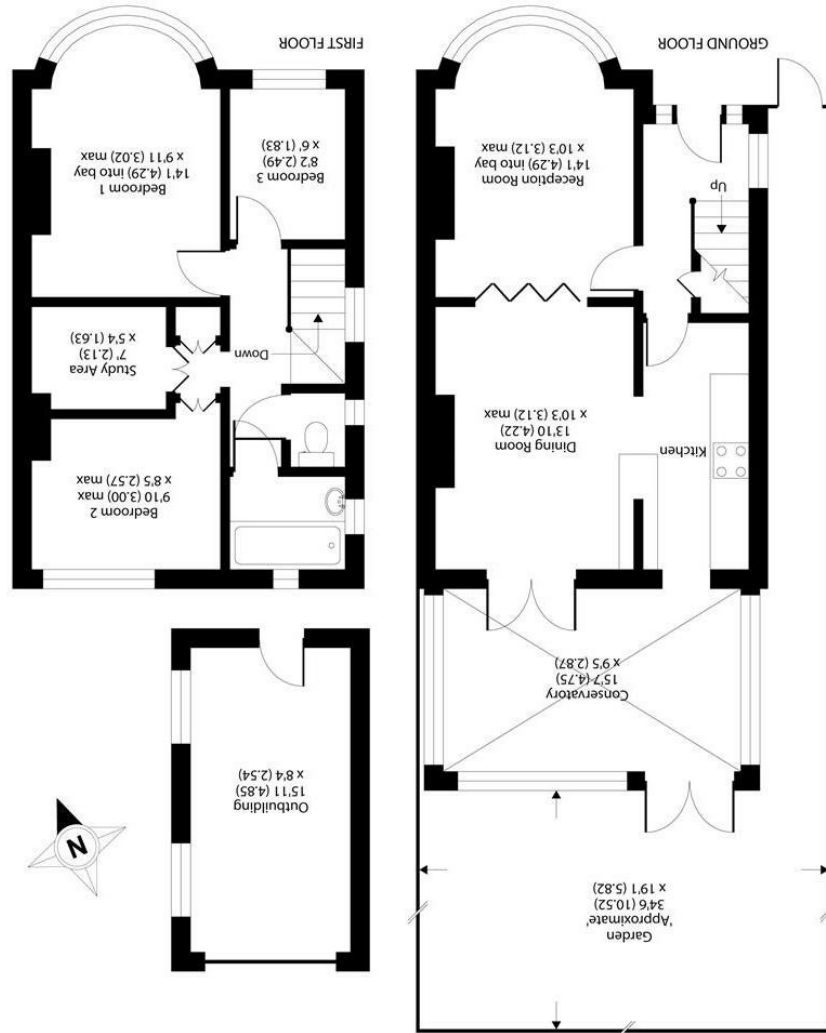 Garden
'Approximate'
34'6 (10.52)
x 19'1 (5.82)
Outbuilding
15'11 (4.85)
x 8'4 (2.54)
N
Conservatory
15'7 (4.75)
x 9'5 (2.87)
Kitchen
Dining Room
13'10 (4.22)
x 10'3 (3.12) max
Bedroom 2
9'10 (3.00) max
x 8'5 (2.57) max
Study Area
7' (2.13)
x 5'4 (1.63)
Down
Up
Reception Room
14'1 (4.29) into bay
x 10'3 (3.12) max
Bedroom 3
8'2 (2.49)
x 6' (1.83)
Bedroom 1
14'1 (4.29) into bay
x 9'11 (3.02) max
GROUND FLOOR
FIRST FLOOR